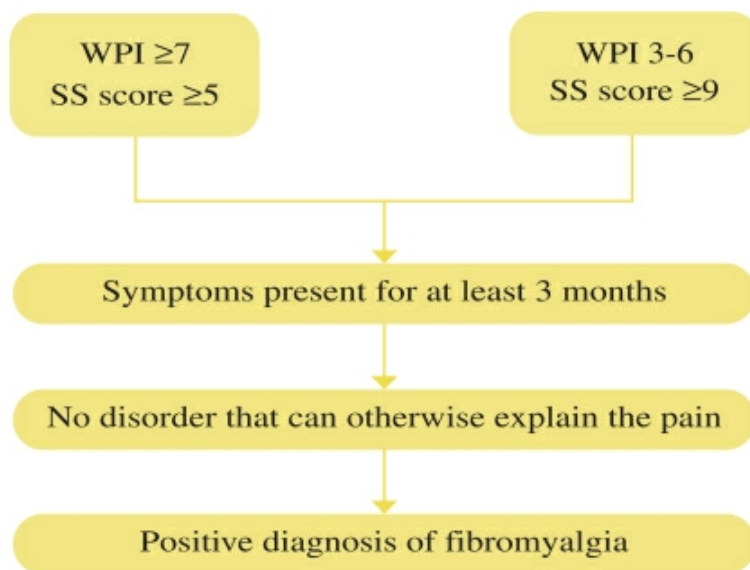 WPI ≥7
SS score ≥5
WPI 3-6
SS score ≥9
Symptoms present for at least 3 months
No disorder that can otherwise explain the pain
Positive diagnosis of fibromyalgia